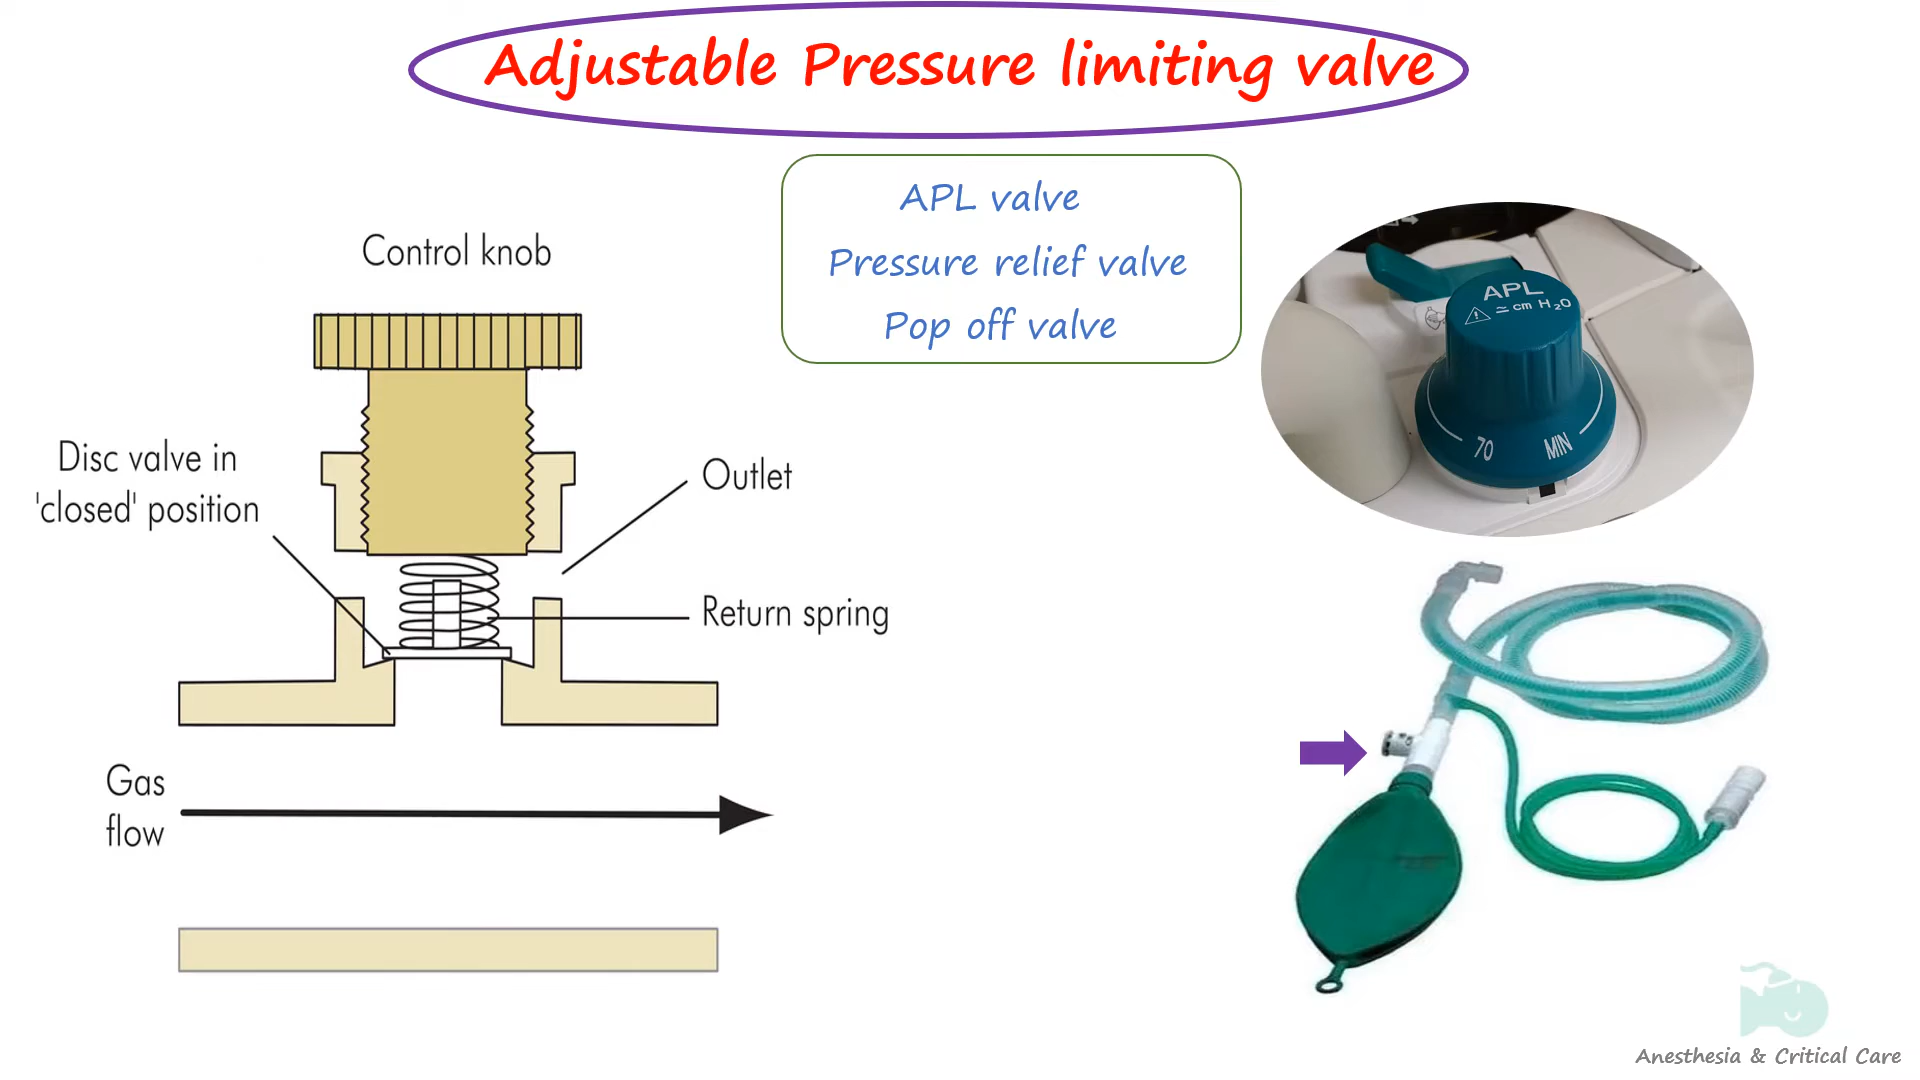 Adjustable Pressure limiting valve
APL valve
Pressure relief valve
Pop off valve
Control knob
Disc valve in
'closed' position
Outlet
Return spring
Gas
flow
APL
≃ cm H₂O
70 MIN
Anesthesia & Critical Care